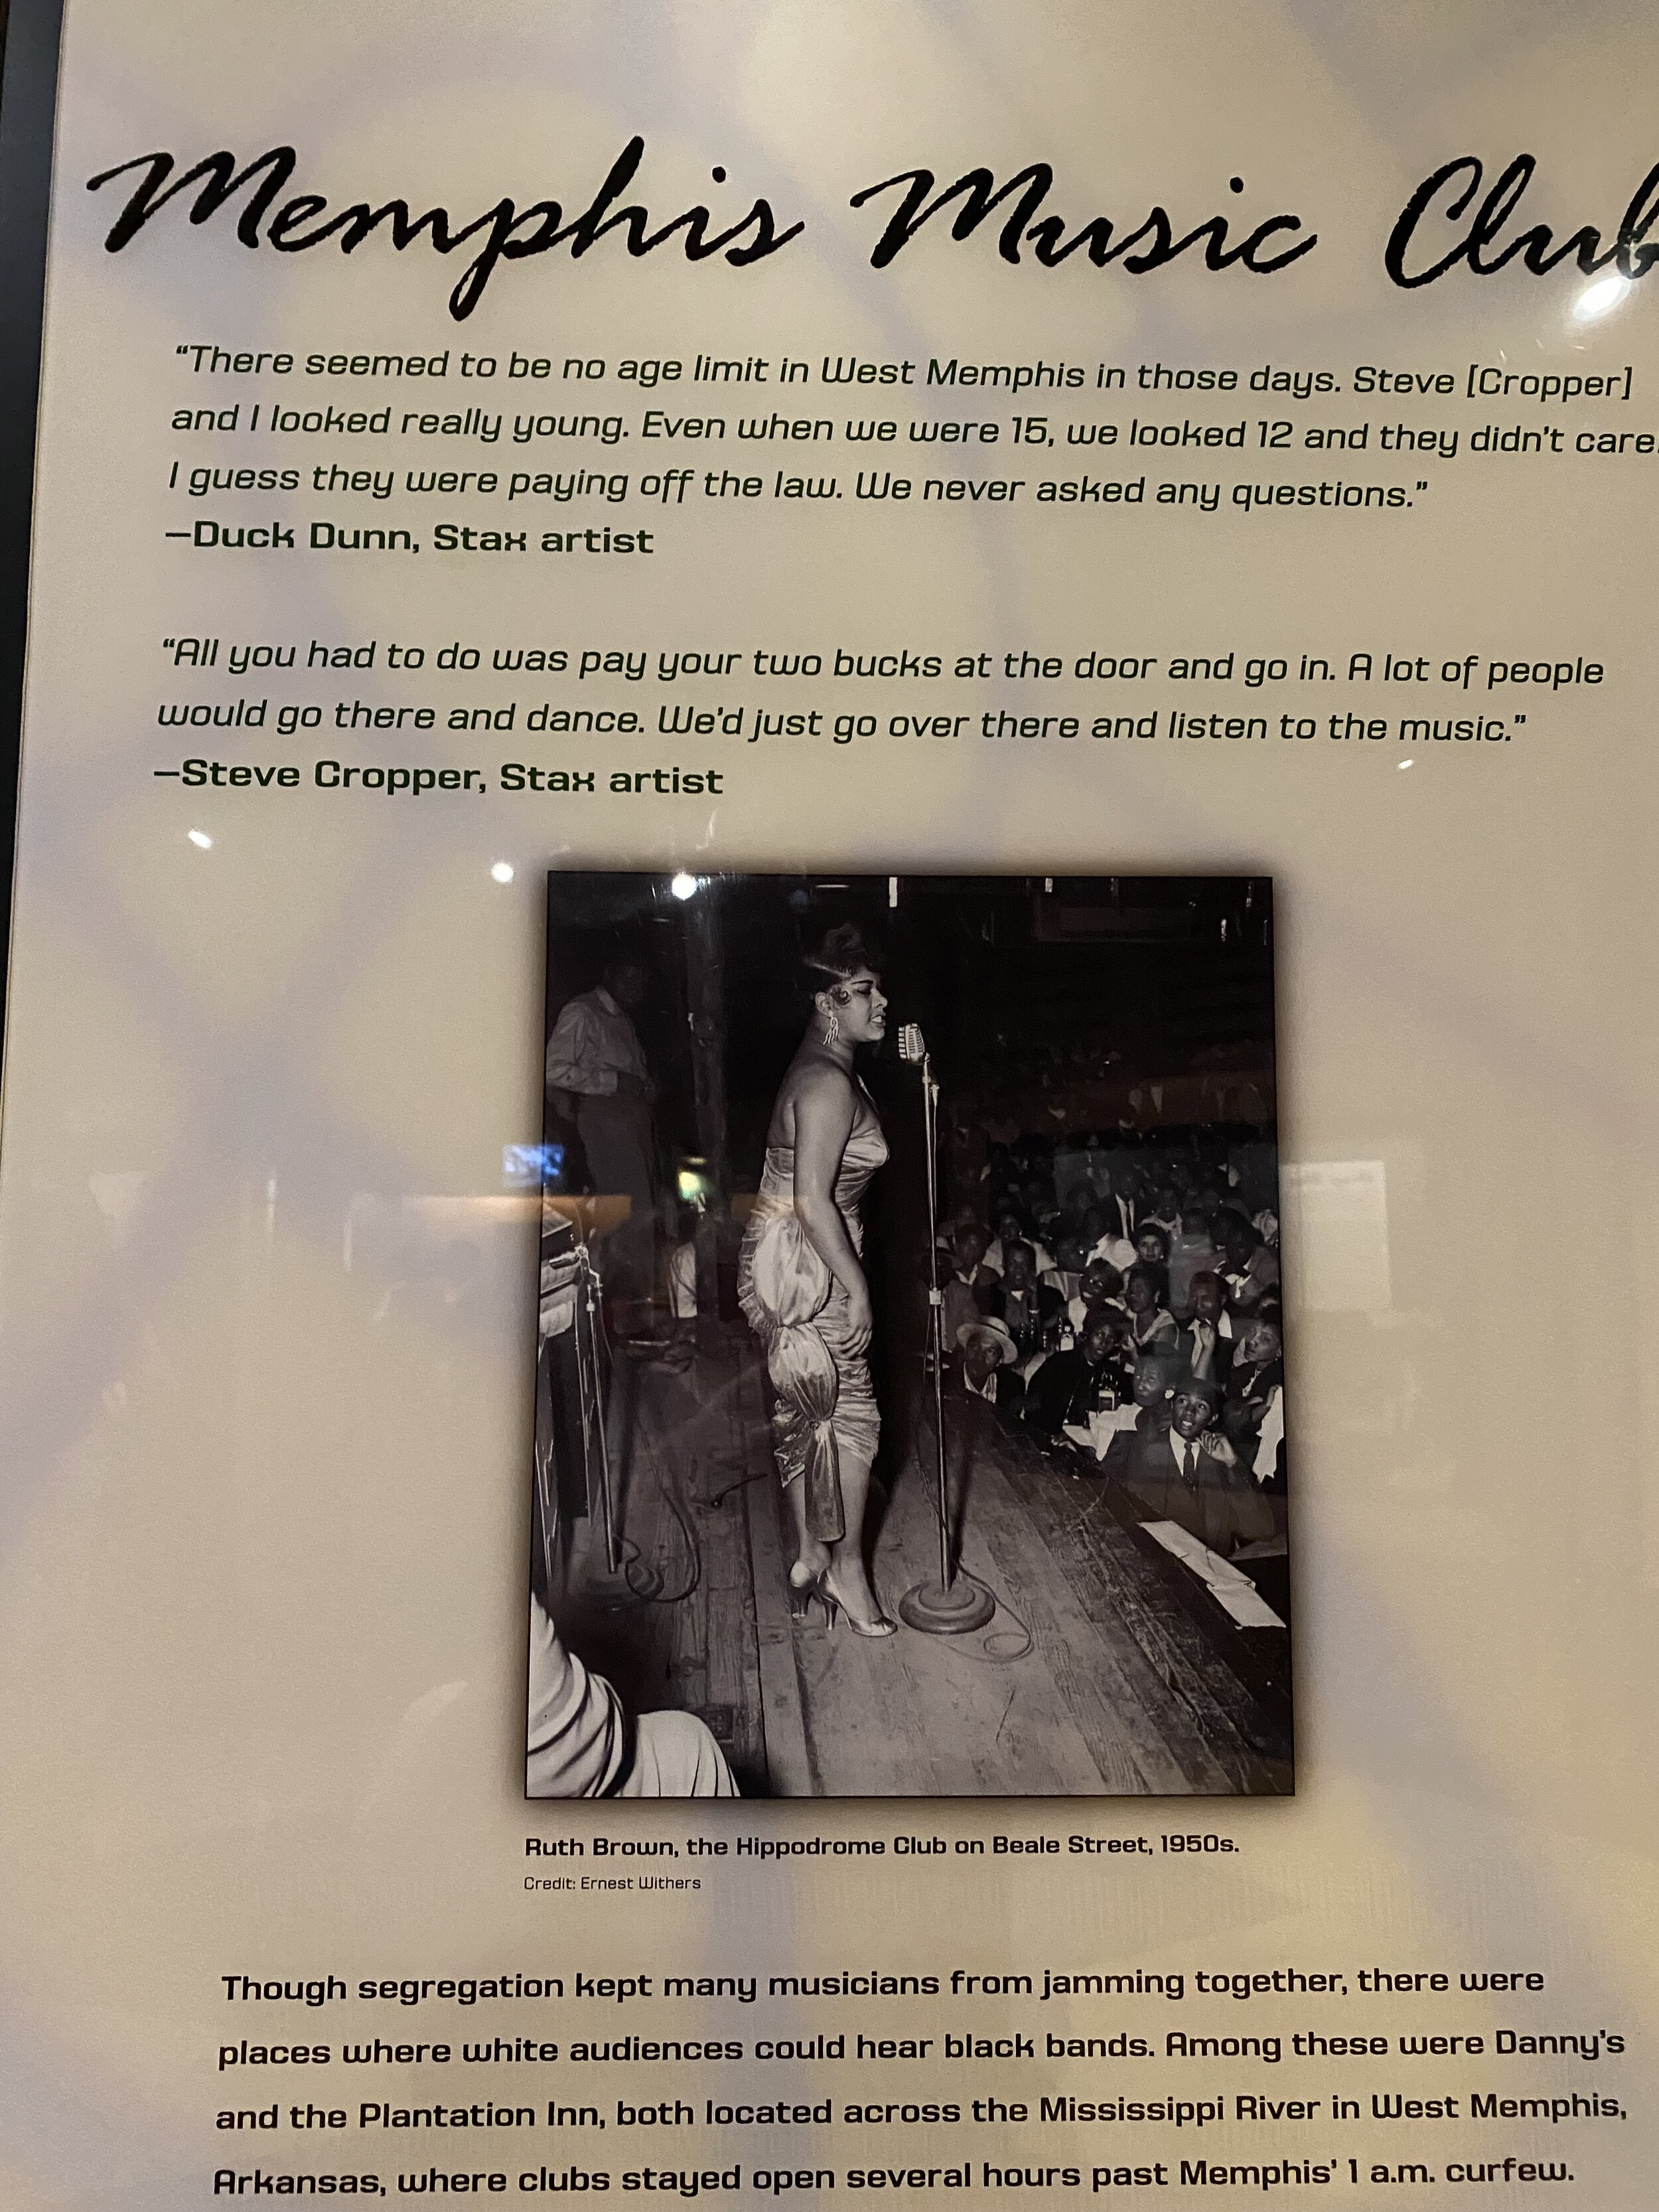 Memphis Music Club
“There seemed to be no age limit in West Memphis in those days. Steve [Cropper]
and I looked really young. Even when we were 15, we looked 12 and they didn’t care.
I guess they were paying off the law. We never asked any questions.”
—Duck Dunn, Stax artist
“All you had to do was pay your two bucks at the door and go in. A lot of people
would go there and dance. We’d just go over there and listen to the music.”
—Steve Cropper, Stax artist
Ruth Brown, the Hippodrome Club on Beale Street, 1950s.
Credit: Ernest Withers
Though segregation kept many musicians from jamming together, there were
places where white audiences could hear black bands. Among these were Danny’s
and the Plantation Inn, both located across the Mississippi River in West Memphis,
Arkansas, where clubs stayed open several hours past Memphis’ 1 a.m. curfew.